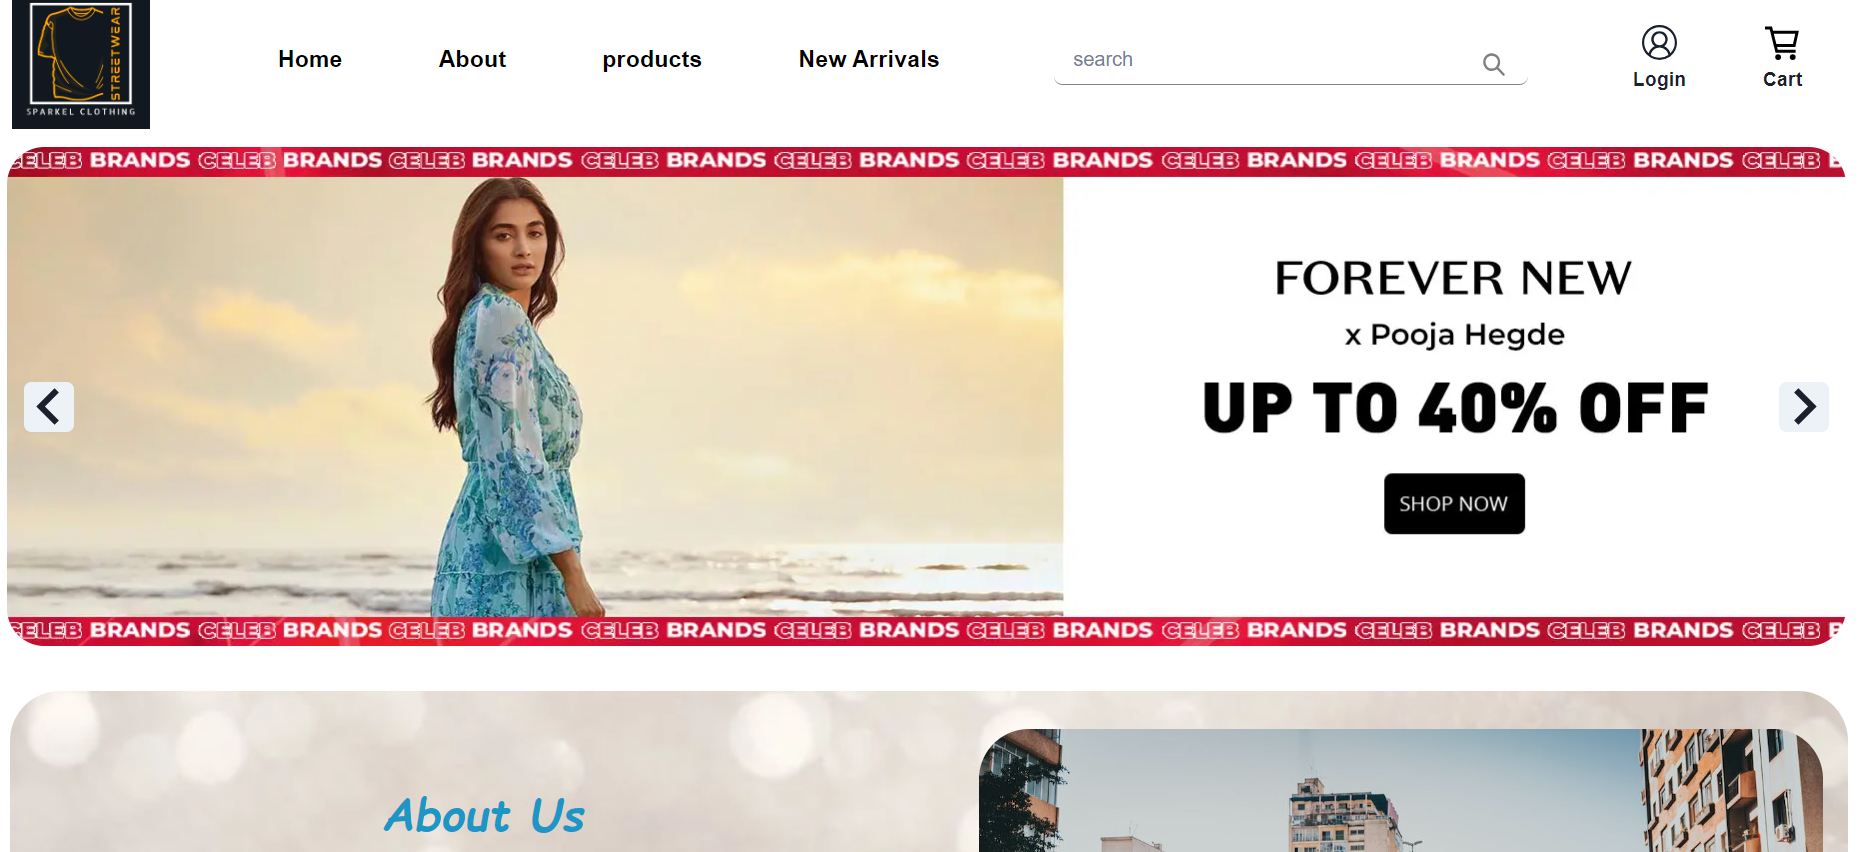 STREETWEAR
SPARKEL CLOTHING
Home
About
products
New Arrivals
search
Login
Cart
CELEB BRANDS CELEB BRANDS CELEB BRANDS CELEB BRANDS CELEB BRANDS CELEB BRANDS CELEB BRANDS CELEB BRANDS CELEB BRANDS CELEB B
FOREVER NEW
x Pooja Hegde
UP TO 40% OFF
SHOP NOW
CELEB BRANDS CELEB BRANDS CELEB BRANDS CELEB BRANDS CELEB BRANDS CELEB BRANDS CELEB BRANDS CELEB BRANDS CELEB BRANDS CELEB B
About Us